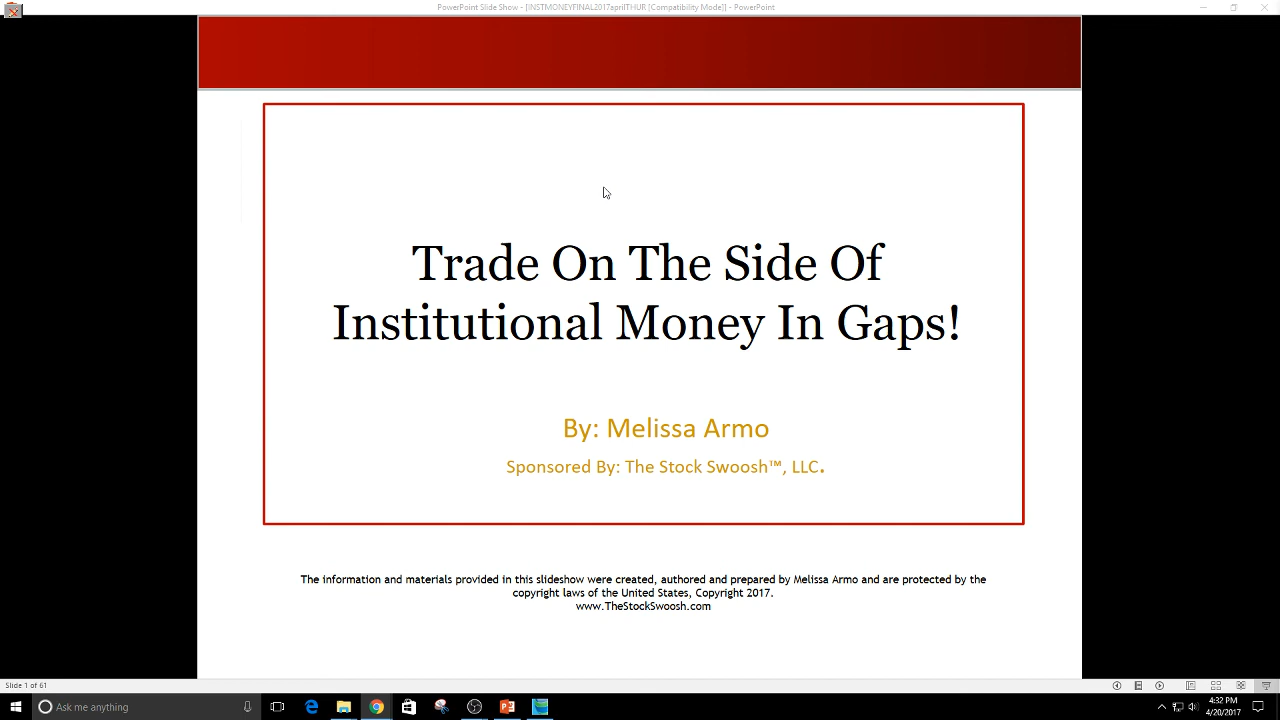 PowerPoint Slide Show - [INSTMONEYFINAL2017aprilTHUR [Compatibility Mode]] - PowerPoint
Trade On The Side Of
Institutional Money In Gaps!
By: Melissa Armo
Sponsored By: The Stock Swoosh™, LLC.
The information and materials provided in this slideshow were created, authored and prepared by Melissa Armo and are protected by the
copyright laws of the United States, Copyright 2017.
www.TheStockSwoosh.com
Slide 1 of 61
Ask me anything
4:32 PM
4/20/2017